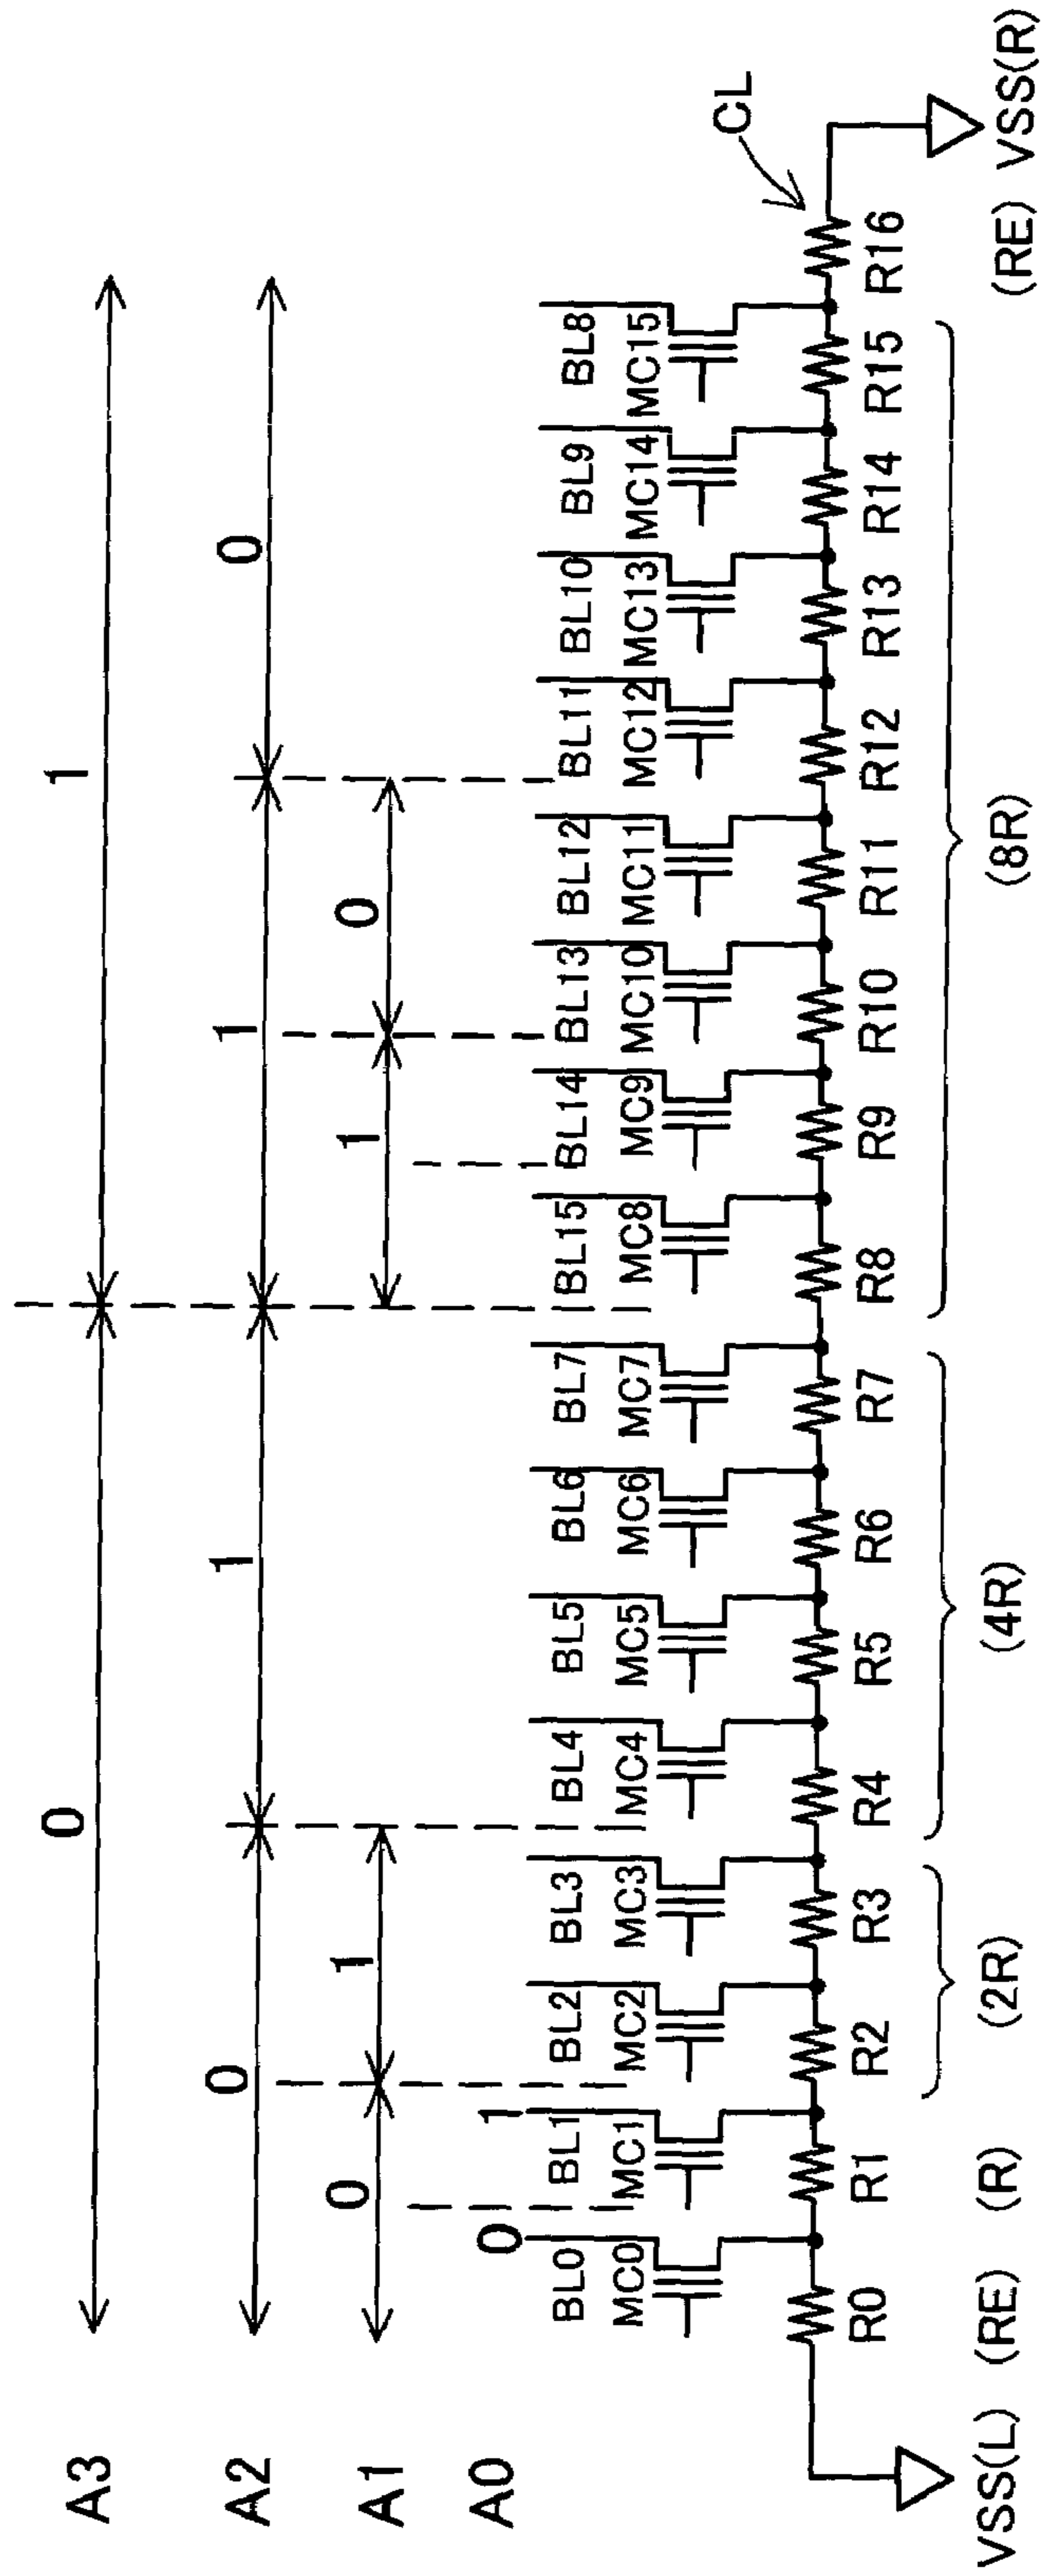 A3 0 1
A2 0 1 1 0
A1 0 1 1 0
A0 0 1
BL0 BL1 BL2 BL3 BL4 BL5 BL6 BL7 BL15 BL14 BL13 BL12 BL11 BL10 BL9 BL8
MC0 MC1 MC2 MC3 MC4 MC5 MC6 MC7 MC8 MC9 MC10 MC11 MC12 MC13 MC14 MC15
CL
R0 R1 R2 R3 R4 R5 R6 R7 R8 R9 R10 R11 R12 R13 R14 R15 R16
VSS(L) (RE) (R) (2R) (4R) (8R) (RE) VSS(R)